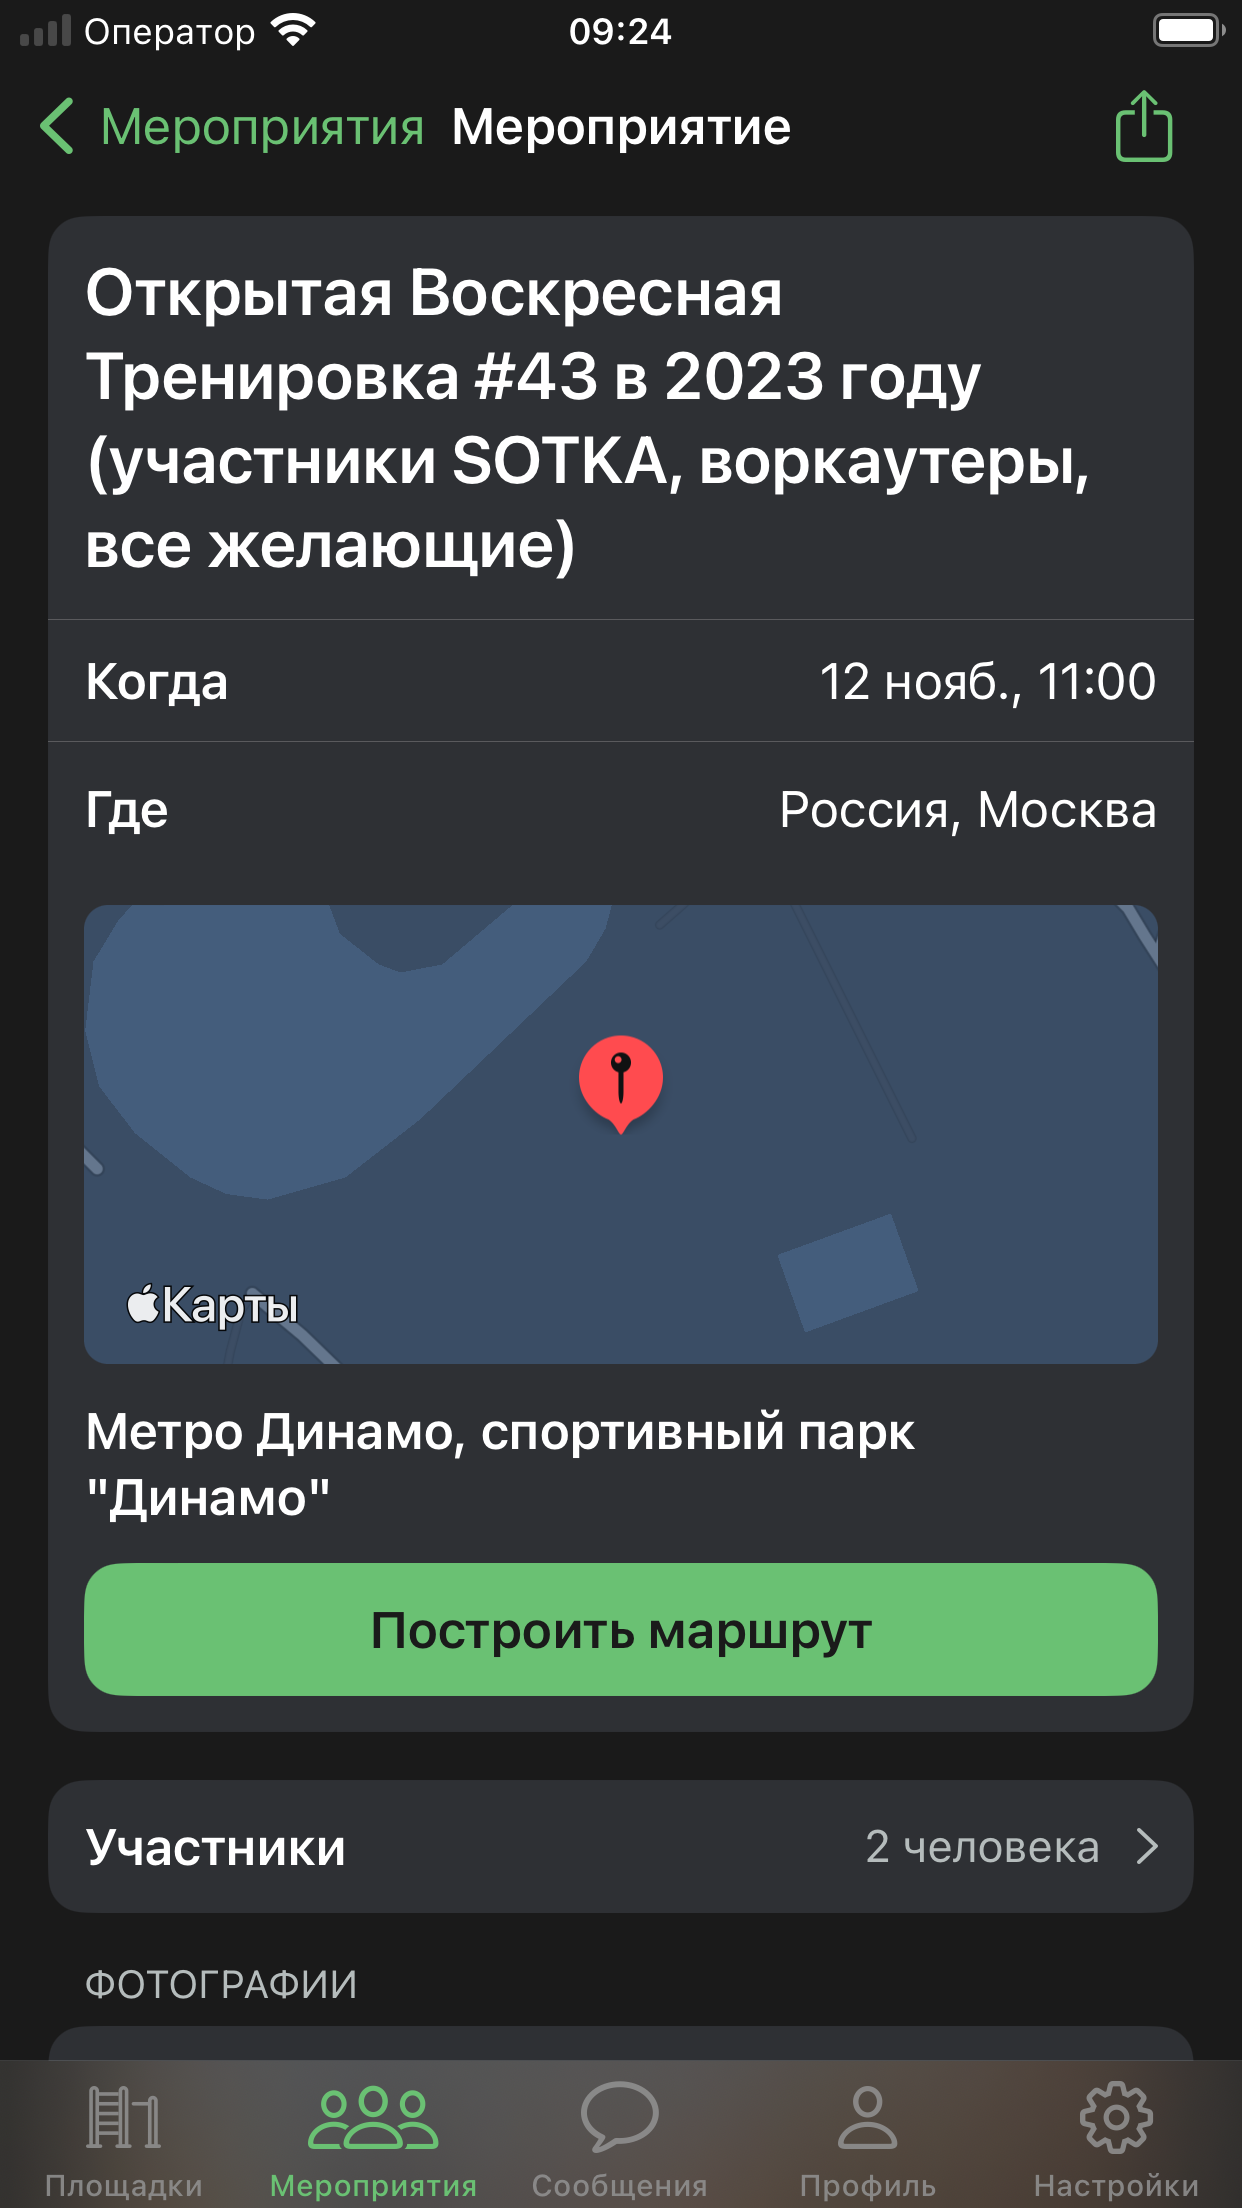 Оператор 09:24
Мероприятия Мероприятие
Открытая Воскресная
Тренировка #43 в 2023 году
(участники SOTKA, воркаутеры,
все желающие)
Когда 12 нояб., 11:00
Где Россия, Москва
Карты
Метро Динамо, спортивный парк
"Динамо"
Построить маршрут
Участники 2 человека
ФОТОГРАФИИ
Площадки Мероприятия Сообщения Профиль Настройки